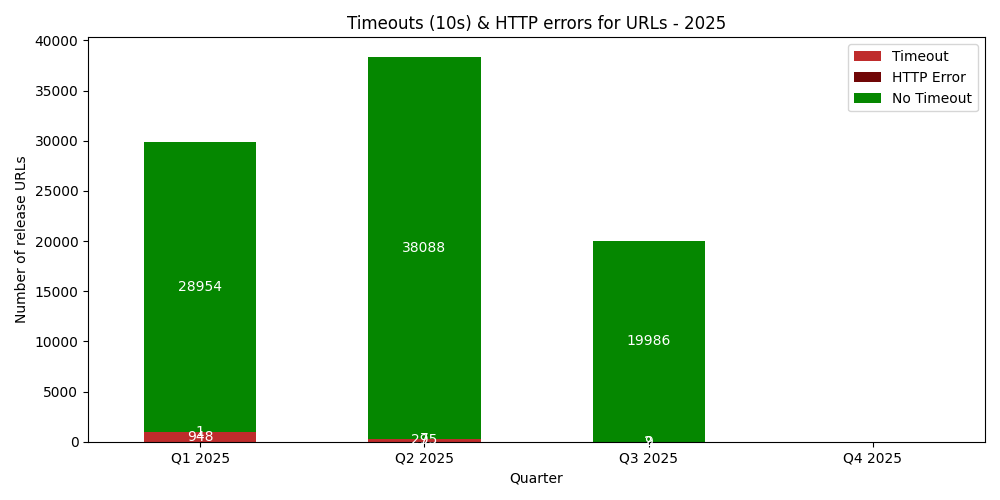 Timeouts (10s) & HTTP errors for URLs - 2025
Timeout
HTTP Error
No Timeout
Number of release URLs
40000
35000
30000
25000
20000
15000
10000
5000
0
28954
1
948
38088
295
19986
Q1 2025
Q2 2025
Q3 2025
Q4 2025
Quarter